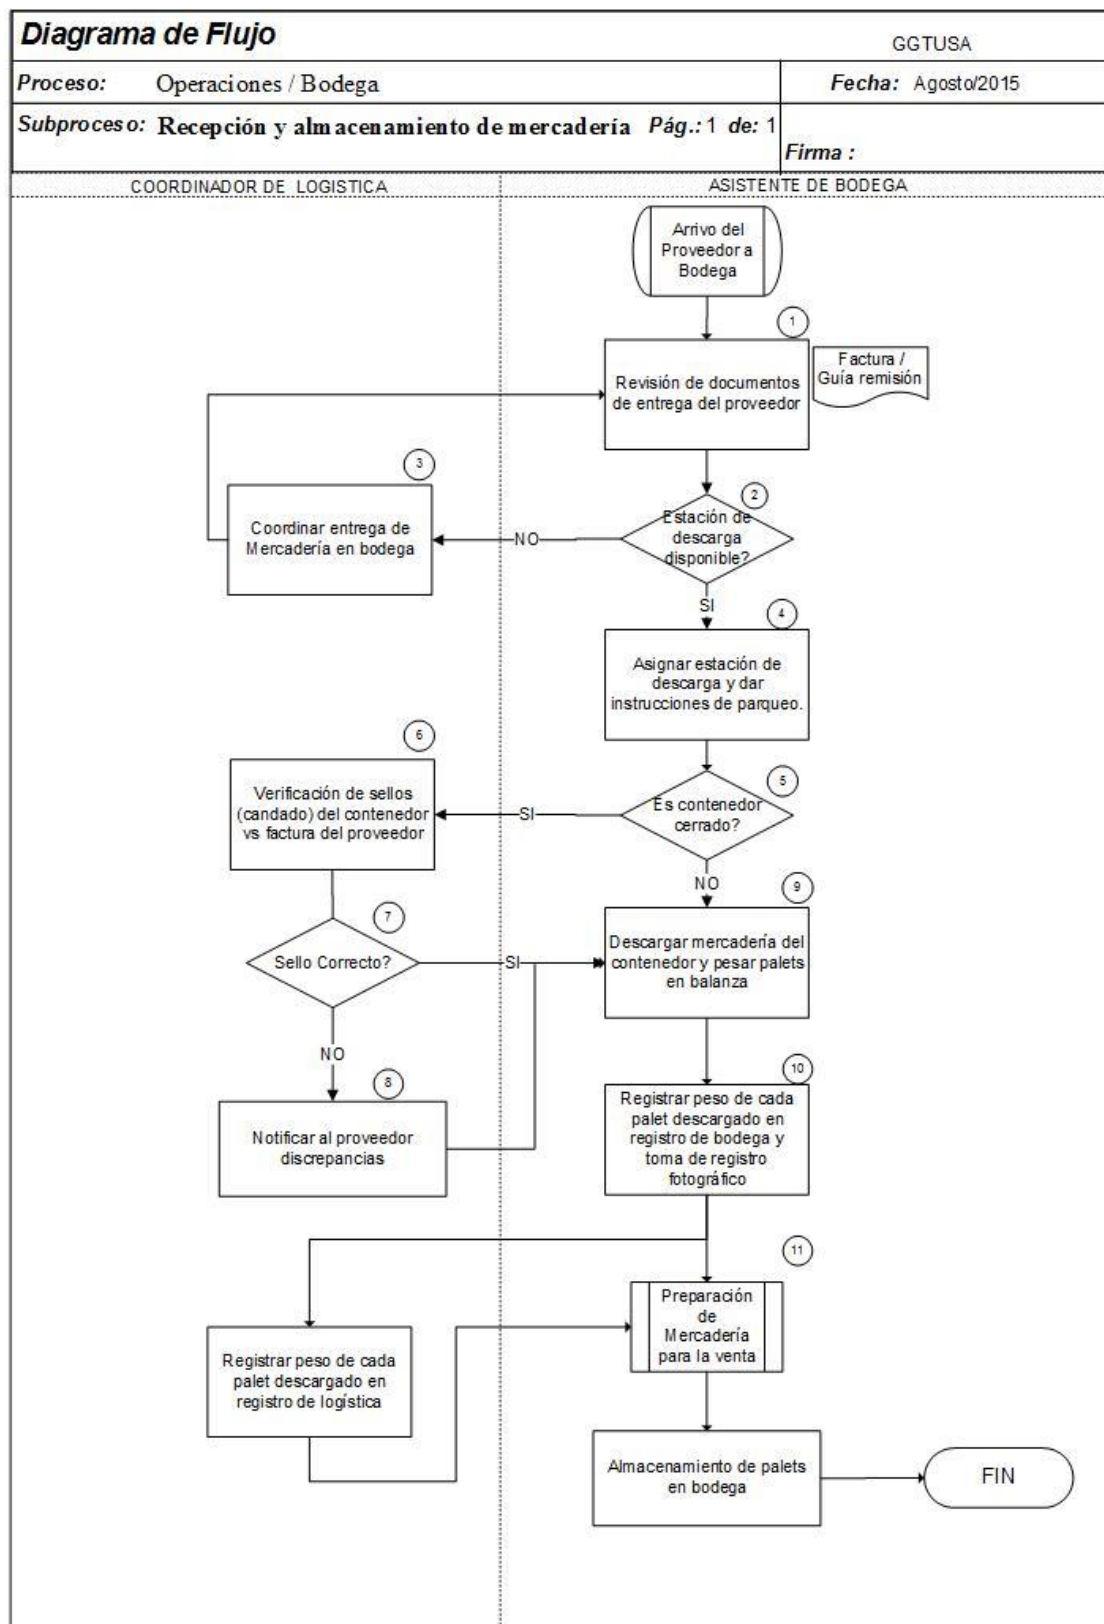 Diagrama de Flujo
GGTUSA
Proceso: Operaciones / Bodega
Fecha: Agosto/2015
Subproceso: Recepción y almacenamiento de mercadería Pág.: 1 de: 1
Firma :
COORDINADOR DE LOGISTICA
ASISTENTE DE BODEGA
Arrivo del
Proveedor a
Bodega
1
Revisión de documentos
de entrega del proveedor
Factura /
Guía remisión
2
Estación de
descarga
disponible?
NO
3
Coordinar entrega de
Mercadería en bodega
SI
4
Asignar estación de
descarga y dar
instrucciones de parqueo.
5
Es contenedor
cerrado?
SI
6
Verificación de sellos
(candado) del contenedor
vs factura del proveedor
NO
7
Sello Correcto?
SI
9
Descargar mercadería del
contenedor y pesar palets
en balanza
NO
8
Notificar al proveedor
discrepancias
10
Registrar peso de cada
palet descargado en
registro de bodega y
toma de registro
fotográfico
11
Preparación
de
Mercadería
para la venta
Registrar peso de cada
palet descargado en
registro de logística
Almacenamiento de palets
en bodega
FIN